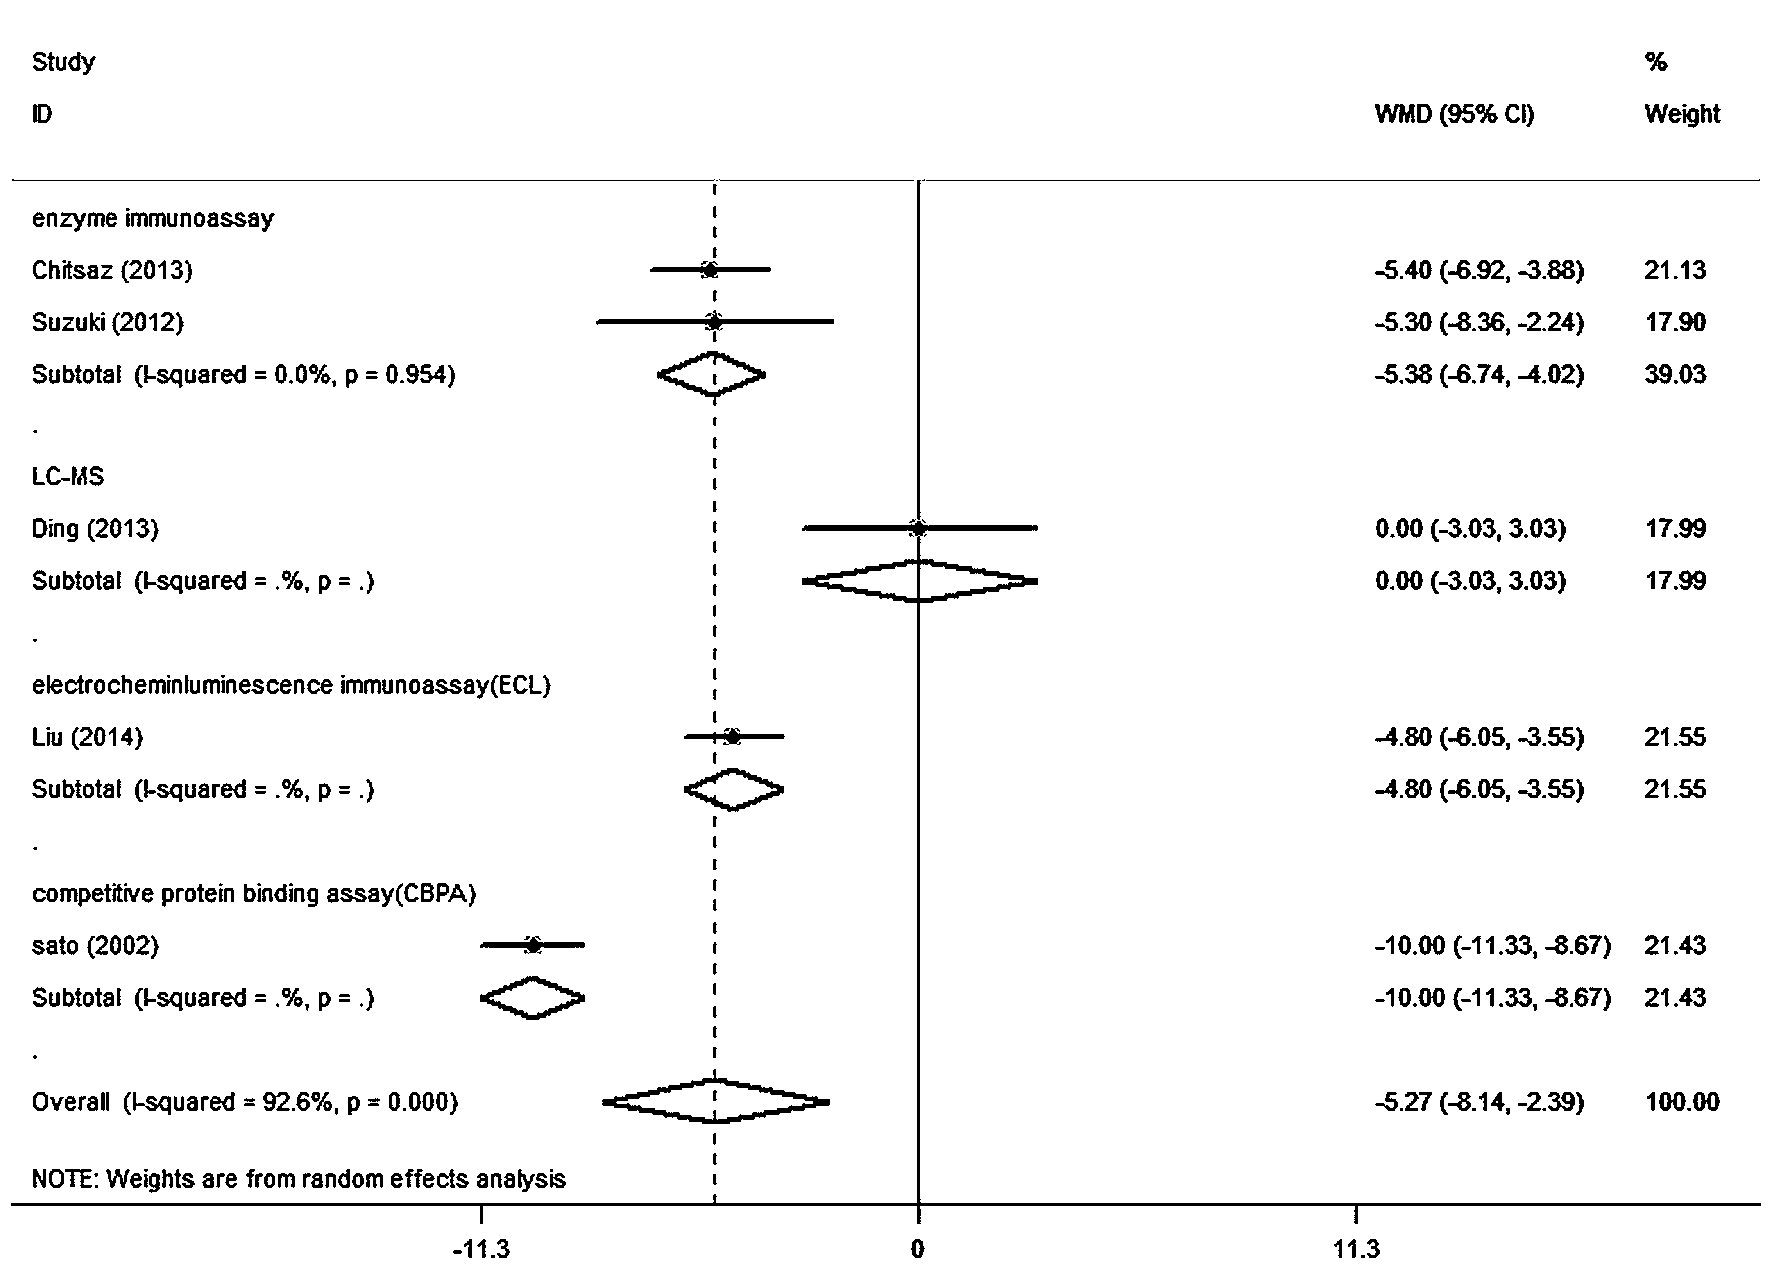 Study %
ID WMD (95% CI) Weight
enzyme immunoassay
Chitsaz (2013) -5.40 (-6.92, -3.88) 21.13
Suzuki (2012) -5.30 (-8.36, -2.24) 17.90
Subtotal (I-squared = 0.0%, p = 0.954) -5.38 (-6.74, -4.02) 39.03
.
LC-MS
Ding (2013) 0.00 (-3.03, 3.03) 17.99
Subtotal (I-squared = .%, p = .) 0.00 (-3.03, 3.03) 17.99
.
electrocheminluminescence immunoassay(ECL)
Liu (2014) -4.80 (-6.05, -3.55) 21.55
Subtotal (I-squared = .%, p = .) -4.80 (-6.05, -3.55) 21.55
.
competitive protein binding assay(CBPA)
sato (2002) -10.00 (-11.33, -8.67) 21.43
Subtotal (I-squared = .%, p = .) -10.00 (-11.33, -8.67) 21.43
.
Overall (I-squared = 92.6%, p = 0.000) -5.27 (-8.14, -2.39) 100.00
NOTE: Weights are from random effects analysis
-11.3 0 11.3